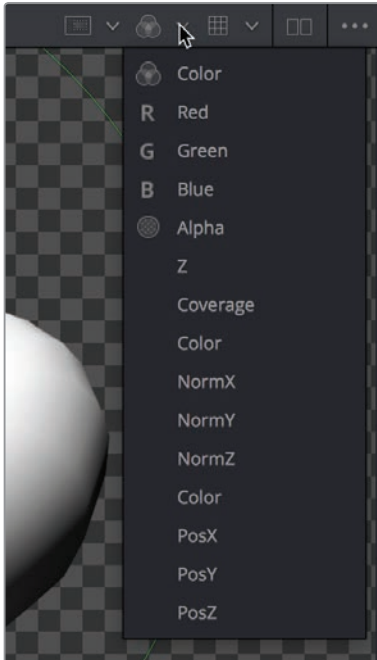 Color
R Red
G Green
B Blue
Alpha
Z
Coverage
Color
NormX
NormY
NormZ
Color
PosX
PosY
PosZ